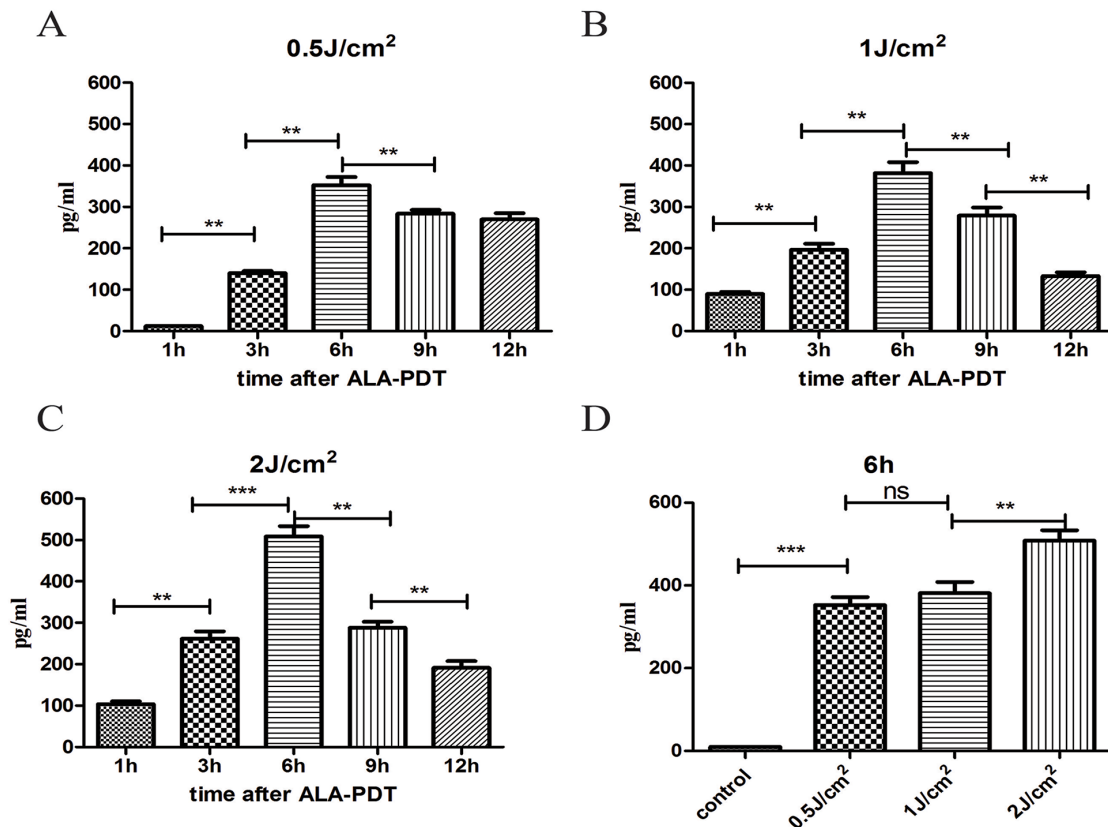 A
0.5J/cm²
600
500
400
300
200
100
0
pg/ml
**
**
**
1h 3h 6h 9h 12h
time after ALA-PDT
B
1J/cm²
600
500
400
300
200
100
0
pg/ml
**
**
**
**
1h 3h 6h 9h 12h
time after ALA-PDT
C
2J/cm²
600
500
400
300
200
100
0
pg/ml
**
***
**
**
1h 3h 6h 9h 12h
time after ALA-PDT
D
6h
600
400
200
0
pg/ml
***
ns
**
control 0.5J/cm² 1J/cm² 2J/cm²